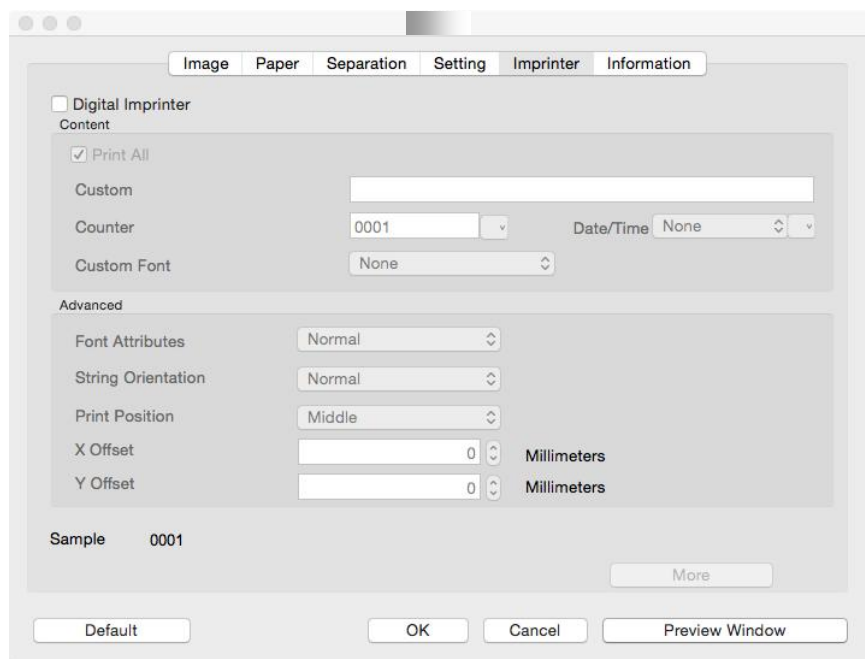 Image Paper Separation Setting Imprinter Information
Digital Imprinter
Content
Print All
Custom
Counter 0001 Date/Time None
Custom Font None
Advanced
Font Attributes Normal
String Orientation Normal
Print Position Middle
X Offset 0 Millimeters
Y Offset 0 Millimeters
Sample 0001
More
Default OK Cancel Preview Window